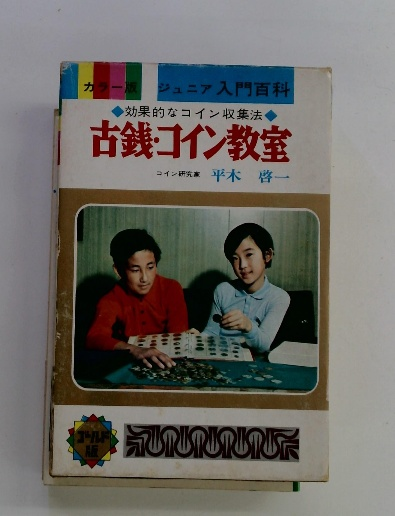 カラー版 ジュニア入門百科
◆効果的なコイン収集法◆
古銭・コイン教室
コイン研究家 平木 啓一
ゴールド
版